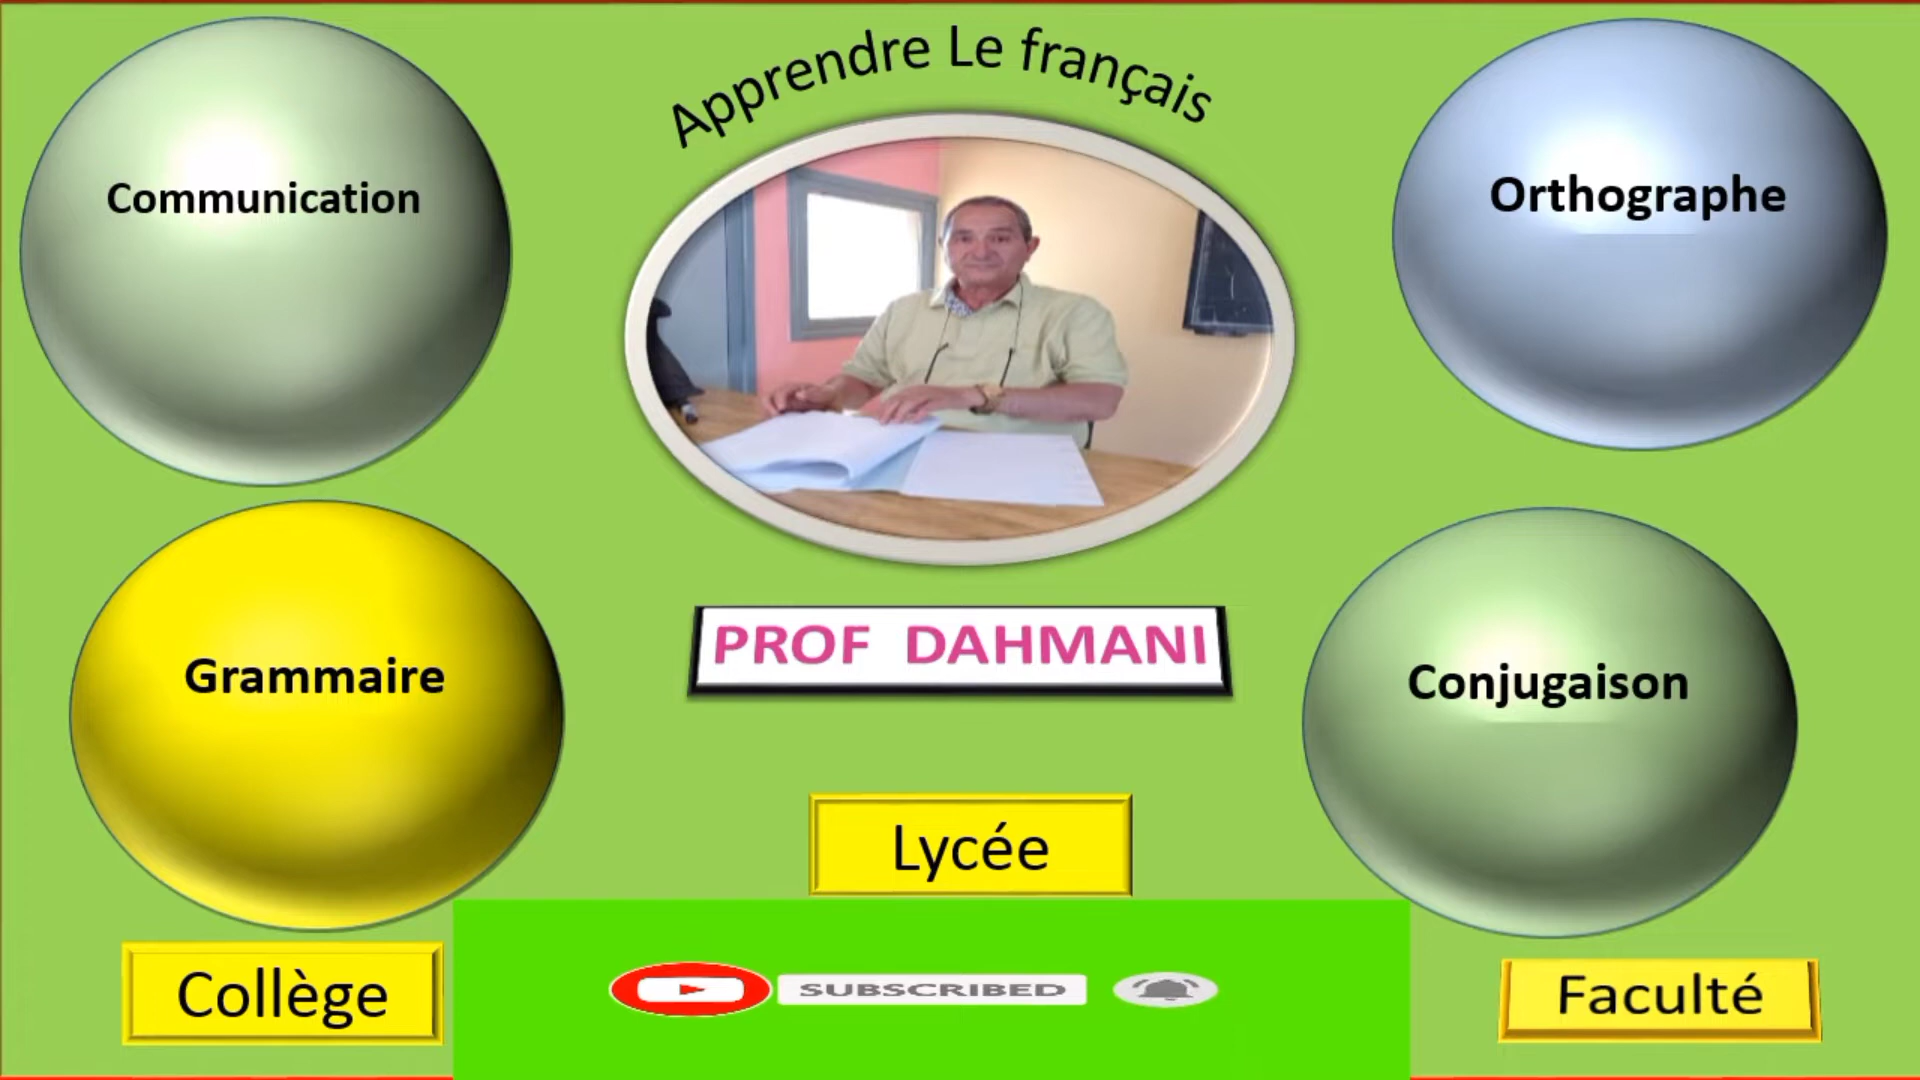 Apprendre Le français
Communication
Orthographe
Grammaire
PROF DAHMANI
Conjugaison
Lycée
Collège
SUBSCRIBED
Faculté